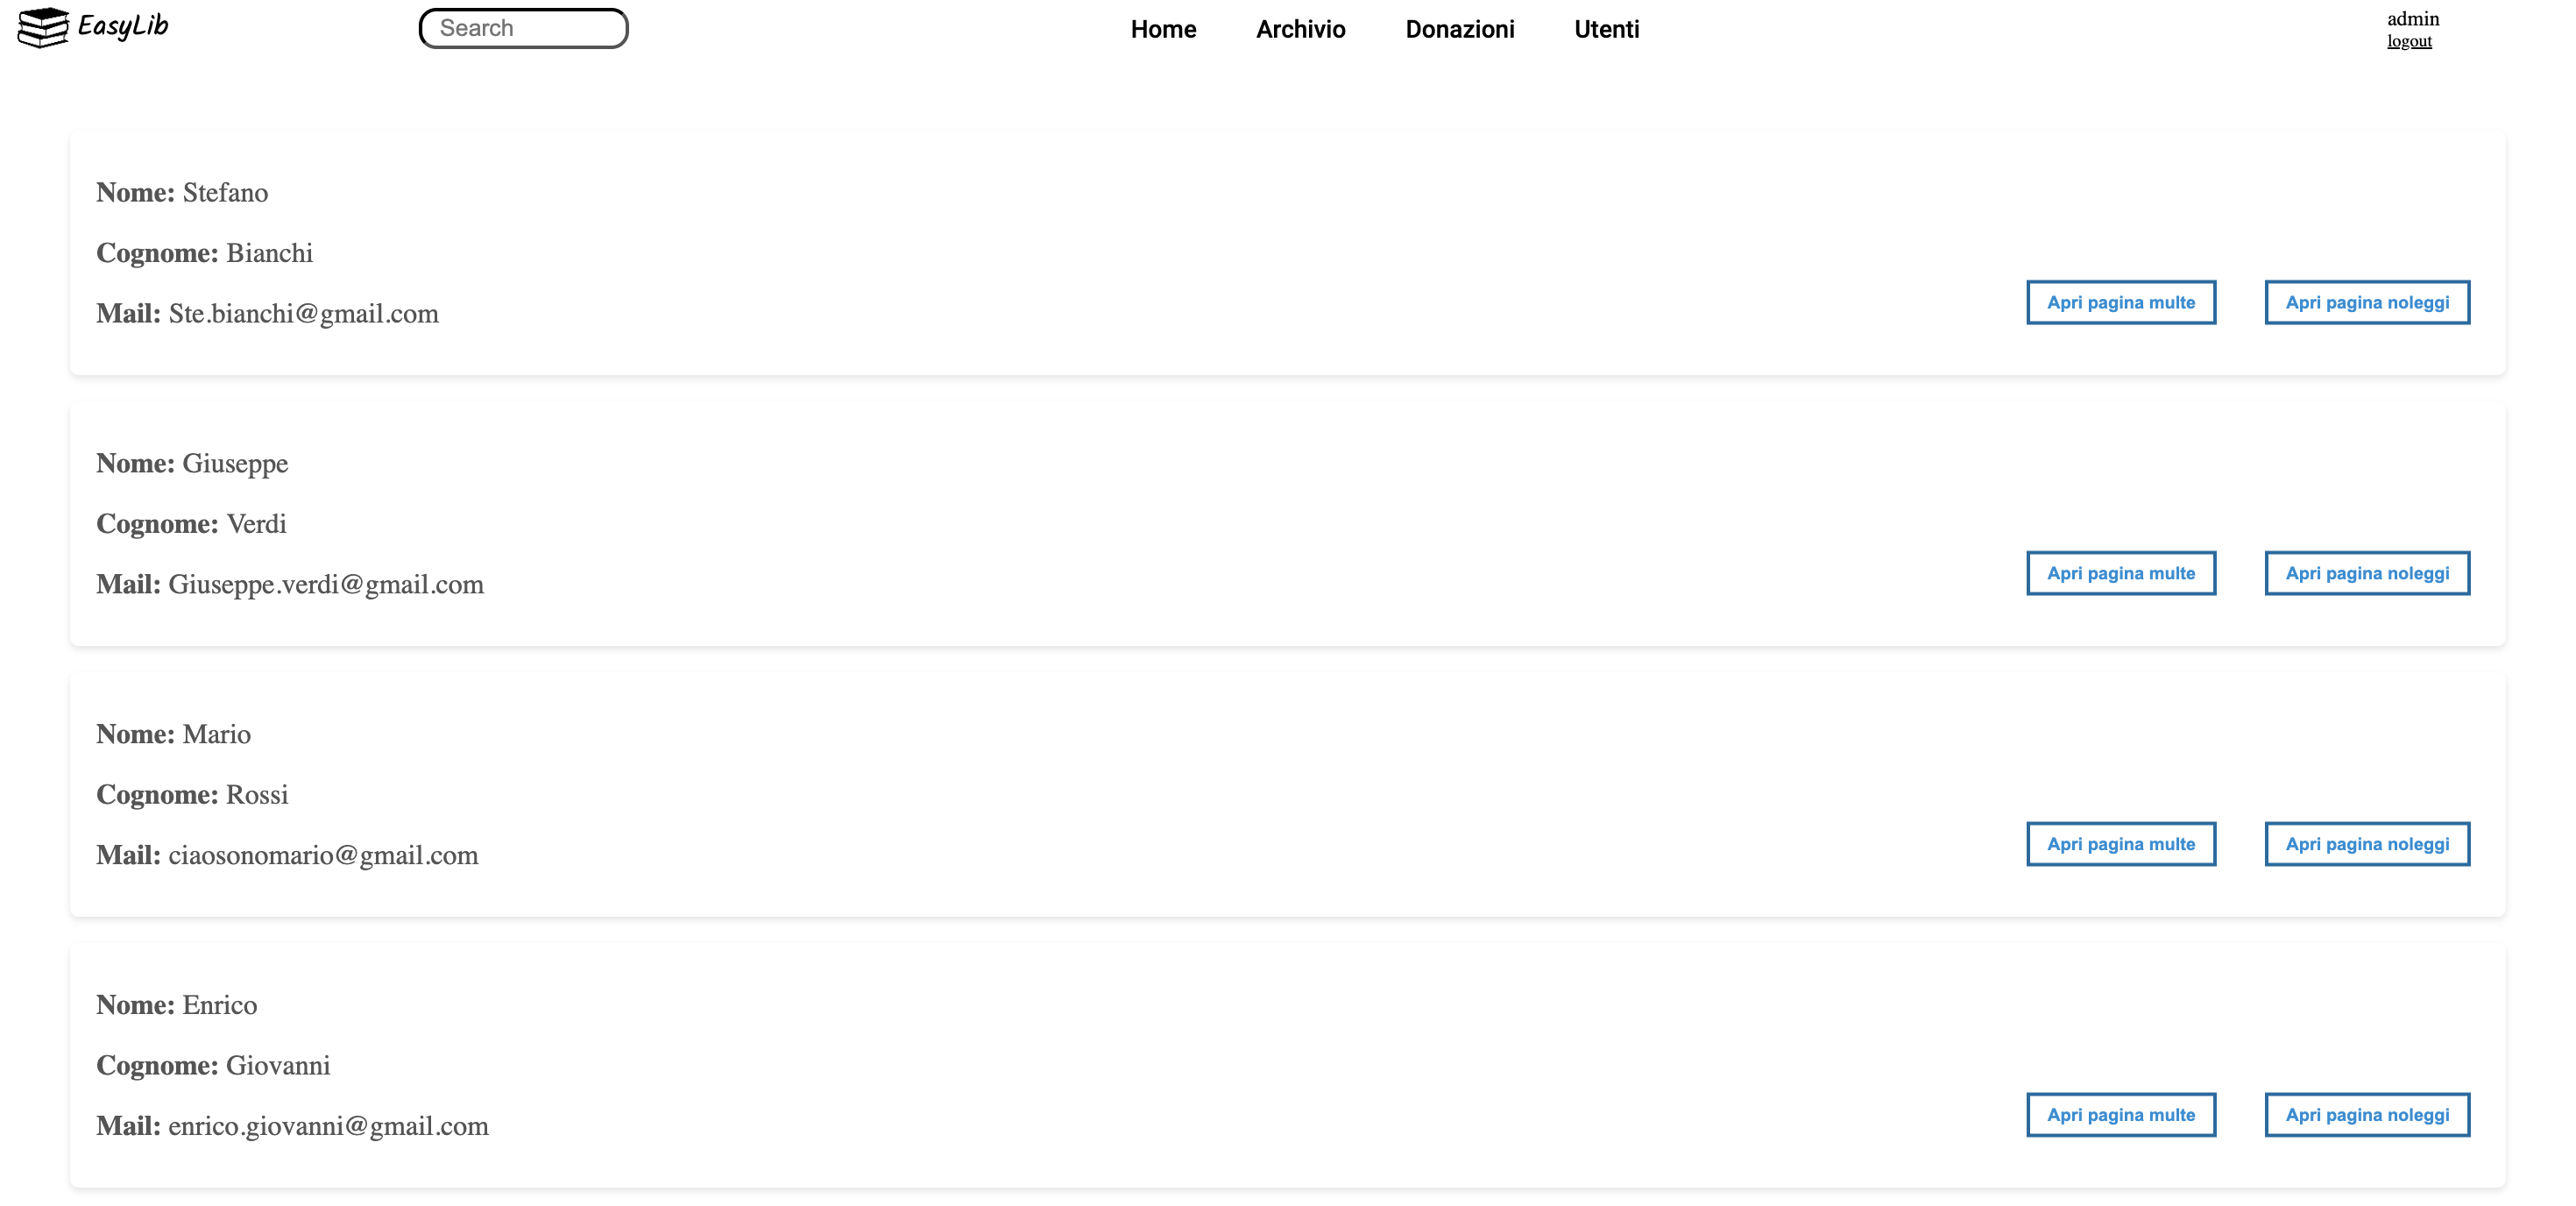 EasyLib
Search
Home Archivio Donazioni Utenti
admin
logout
Nome: Stefano
Cognome: Bianchi
Mail: Ste.bianchi@gmail.com
Apri pagina multe Apri pagina noleggi
Nome: Giuseppe
Cognome: Verdi
Mail: Giuseppe.verdi@gmail.com
Apri pagina multe Apri pagina noleggi
Nome: Mario
Cognome: Rossi
Mail: ciaosonomario@gmail.com
Apri pagina multe Apri pagina noleggi
Nome: Enrico
Cognome: Giovanni
Mail: enrico.giovanni@gmail.com
Apri pagina multe Apri pagina noleggi